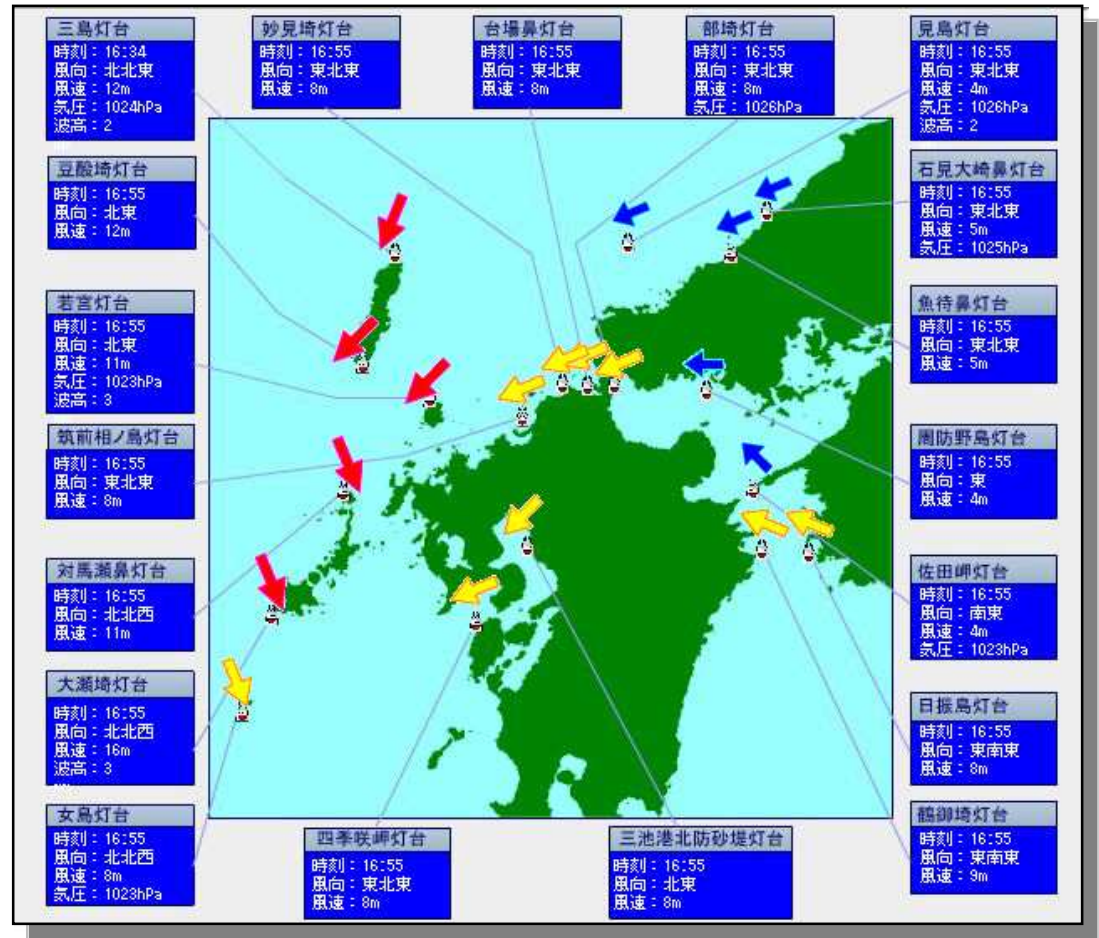 三島灯台
時刻：16:34
風向：北北東
風速：12m
気圧：1024hPa
波高：2
妙見埼灯台
時刻：16:55
風向：東北東
風速：8m
台場鼻灯台
時刻：16:55
風向：東北東
風速：8m
部埼灯台
時刻：16:55
風向：東北東
風速：8m
気圧：1026hPa
見島灯台
時刻：16:55
風向：東北東
風速：4m
気圧：1026hPa
波高：2
豆酘埼灯台
時刻：16:55
風向：北東
風速：12m
石見大崎鼻灯台
時刻：16:55
風向：東北東
風速：5m
気圧：1025hPa
若宮灯台
時刻：16:55
風向：北東
風速：11m
気圧：1023hPa
波高：3
魚待鼻灯台
時刻：16:55
風向：東北東
風速：5m
筑前相ノ島灯台
時刻：16:55
風向：東北東
風速：8m
周防野島灯台
時刻：16:55
風向：東
風速：4m
対馬瀬鼻灯台
時刻：16:55
風向：北北西
風速：11m
佐田岬灯台
時刻：16:55
風向：南東
風速：4m
気圧：1023hPa
大瀬埼灯台
時刻：16:55
風向：北北西
風速：16m
波高：3
日振島灯台
時刻：16:55
風向：東南東
風速：8m
女島灯台
時刻：16:55
風向：北北西
風速：8m
気圧：1023hPa
四季咲岬灯台
時刻：16:55
風向：東北東
風速：8m
三池港北防砂堤灯台
時刻：16:55
風向：北東
風速：8m
鶴御埼灯台
時刻：16:55
風向：東南東
風速：9m